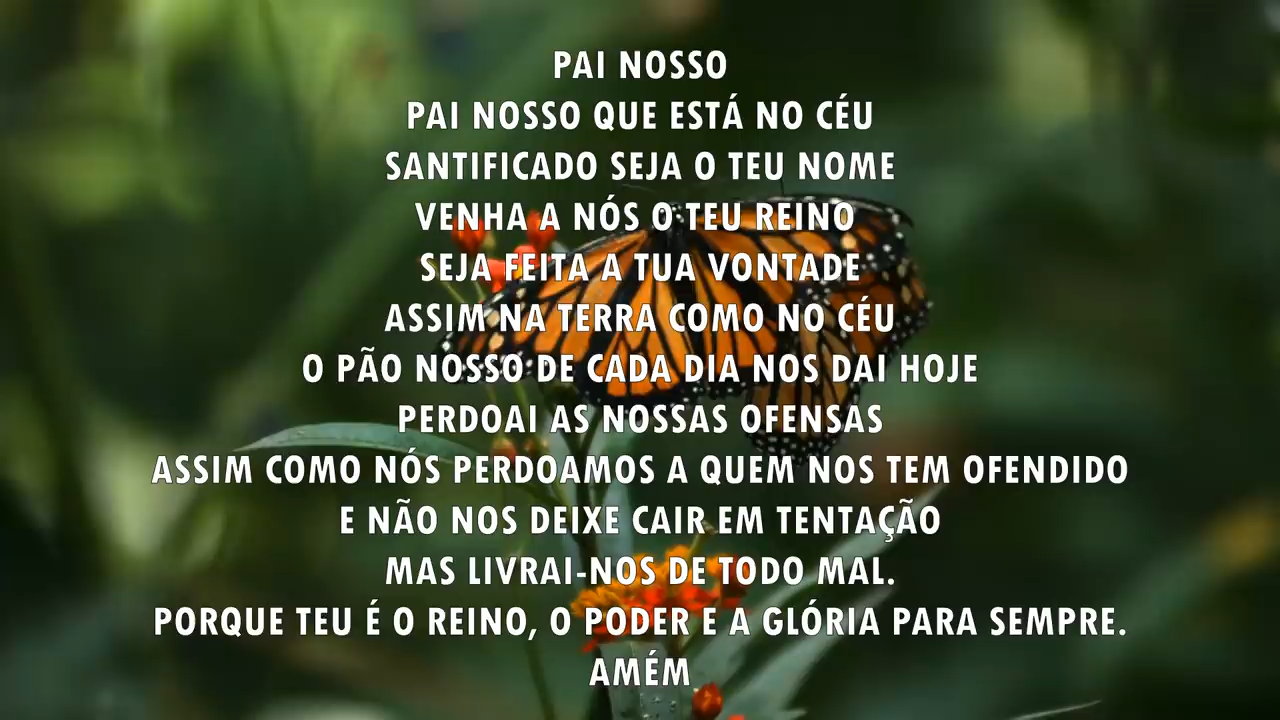 PAI NOSSO
PAI NOSSO QUE ESTÁ NO CÉU
SANTIFICADO SEJA O TEU NOME
VENHA A NÓS O TEU REINO
SEJA FEITA A TUA VONTADE
ASSIM NA TERRA COMO NO CÉU
O PÃO NOSSO DE CADA DIA NOS DAI HOJE
PERDOAI AS NOSSAS OFENSAS
ASSIM COMO NÓS PERDOAMOS A QUEM NOS TEM OFENDIDO
E NÃO NOS DEIXE CAIR EM TENTAÇÃO
MAS LIVRAI-NOS DE TODO MAL.
PORQUE TEU É O REINO, O PODER E A GLÓRIA PARA SEMPRE.
AMÉM